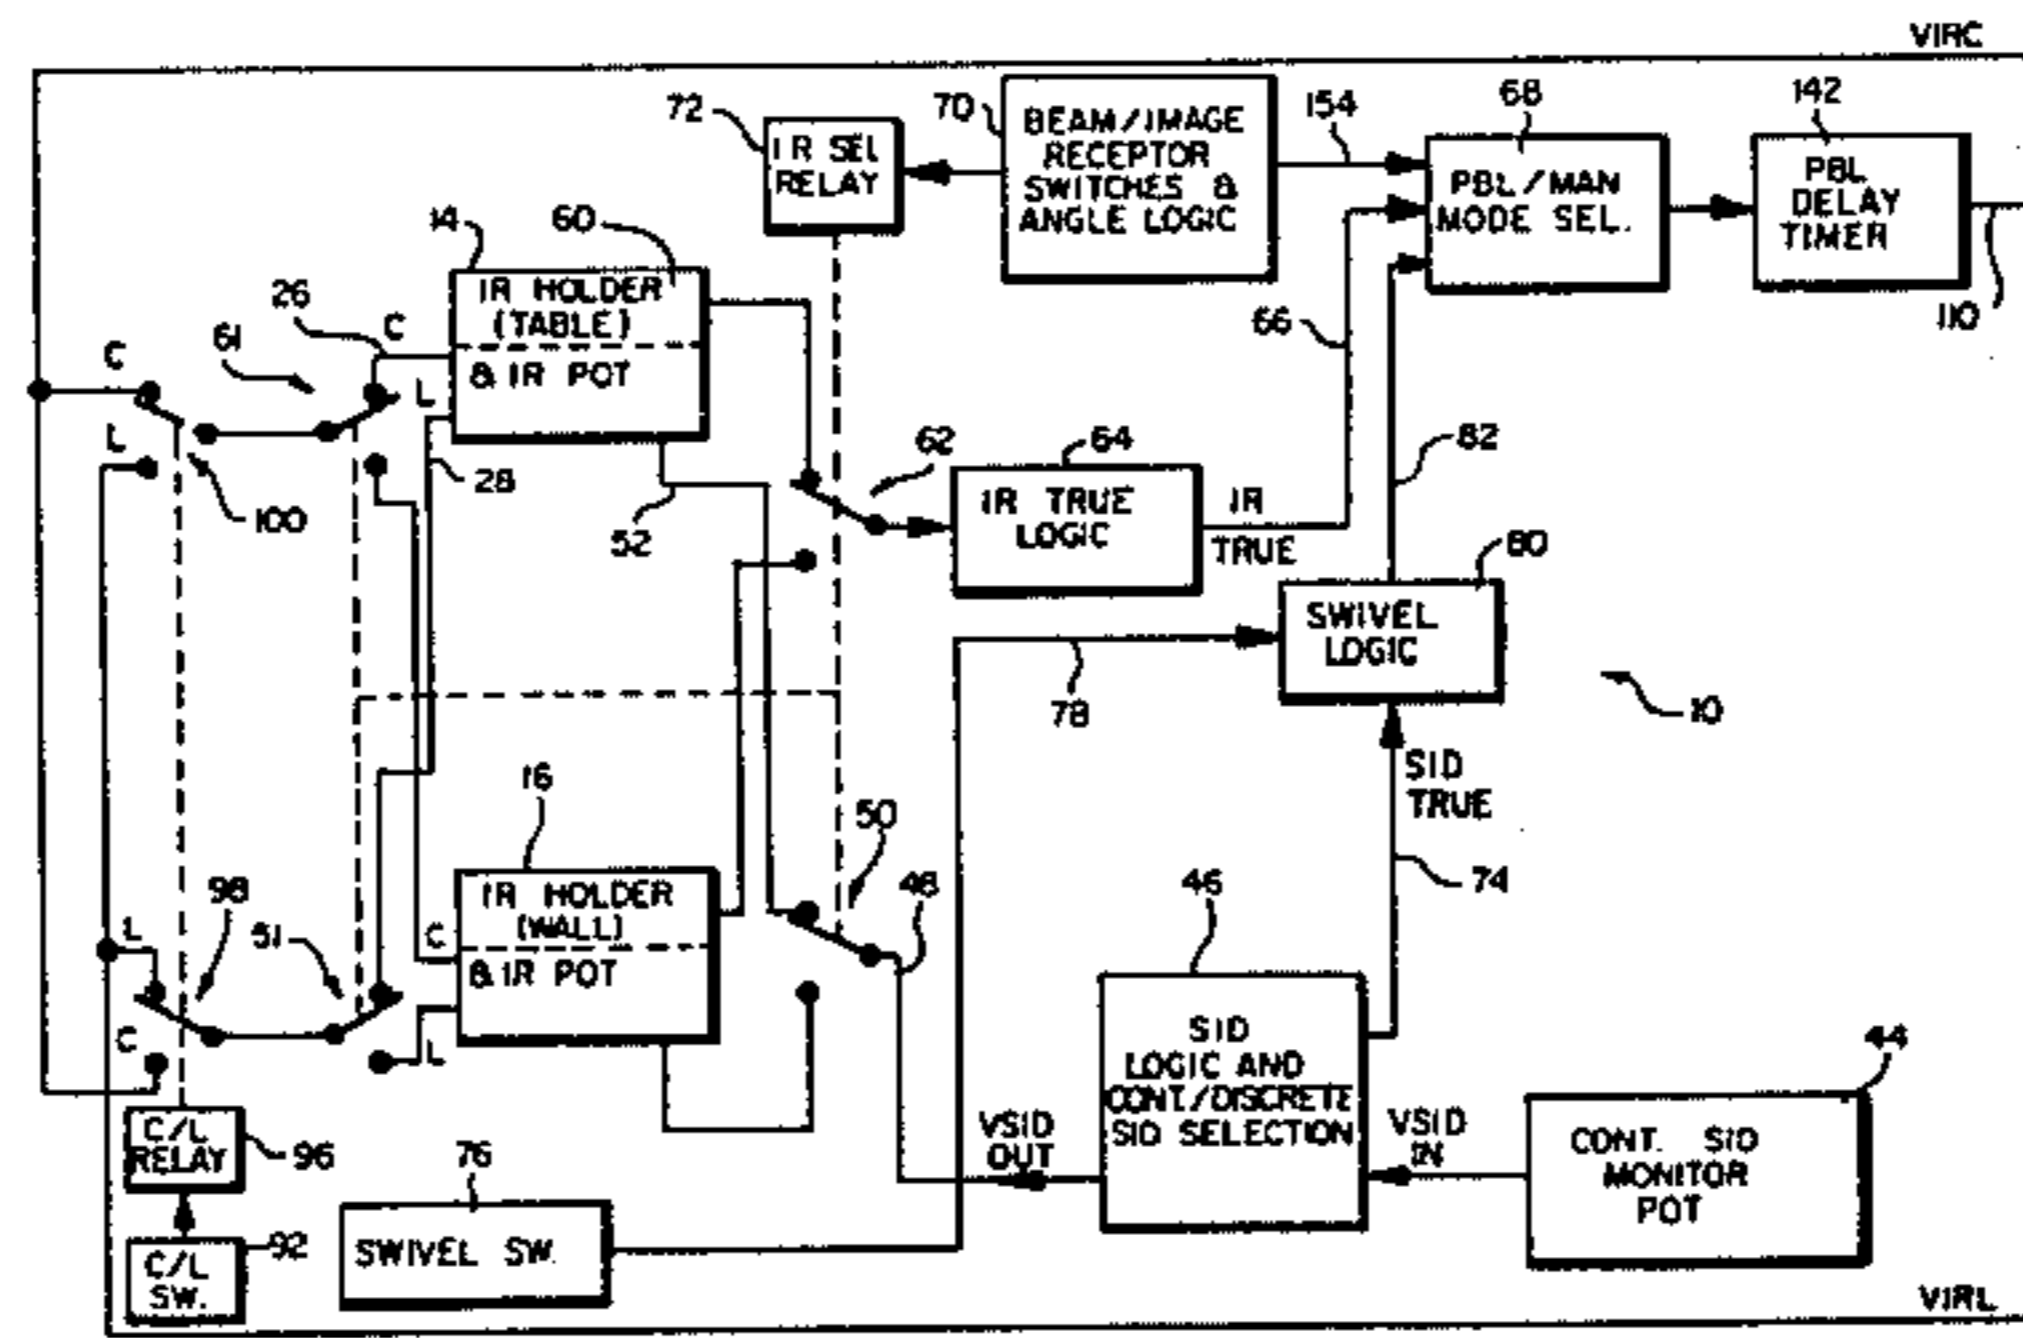 VIRC
72
70
154
68
142
IR SEL
RELAY
BEAM/IMAGE
RECEPTOR
SWITCHES &
ANGLE LOGIC
PBL/MAN
MODE SEL.
PBL
DELAY
TIMER
110
14
60
IR HOLDER
(TABLE)
& IR POT
26
61
C
C
L
L
100
28
52
62
64
IR TRUE
LOGIC
IR
TRUE
66
82
80
SWIVEL
LOGIC
78
10
SID
TRUE
74
16
IR HOLDER
(WALL)
& IR POT
C
L
50
48
46
SID
LOGIC AND
CONT./DISCRETE
SID SELECTION
44
CONT. SID
MONITOR
POT
VSID
IN
VSID
OUT
L
98
51
C
C/L
RELAY
96
C/L
SW.
92
76
SWIVEL SW.
VIRL